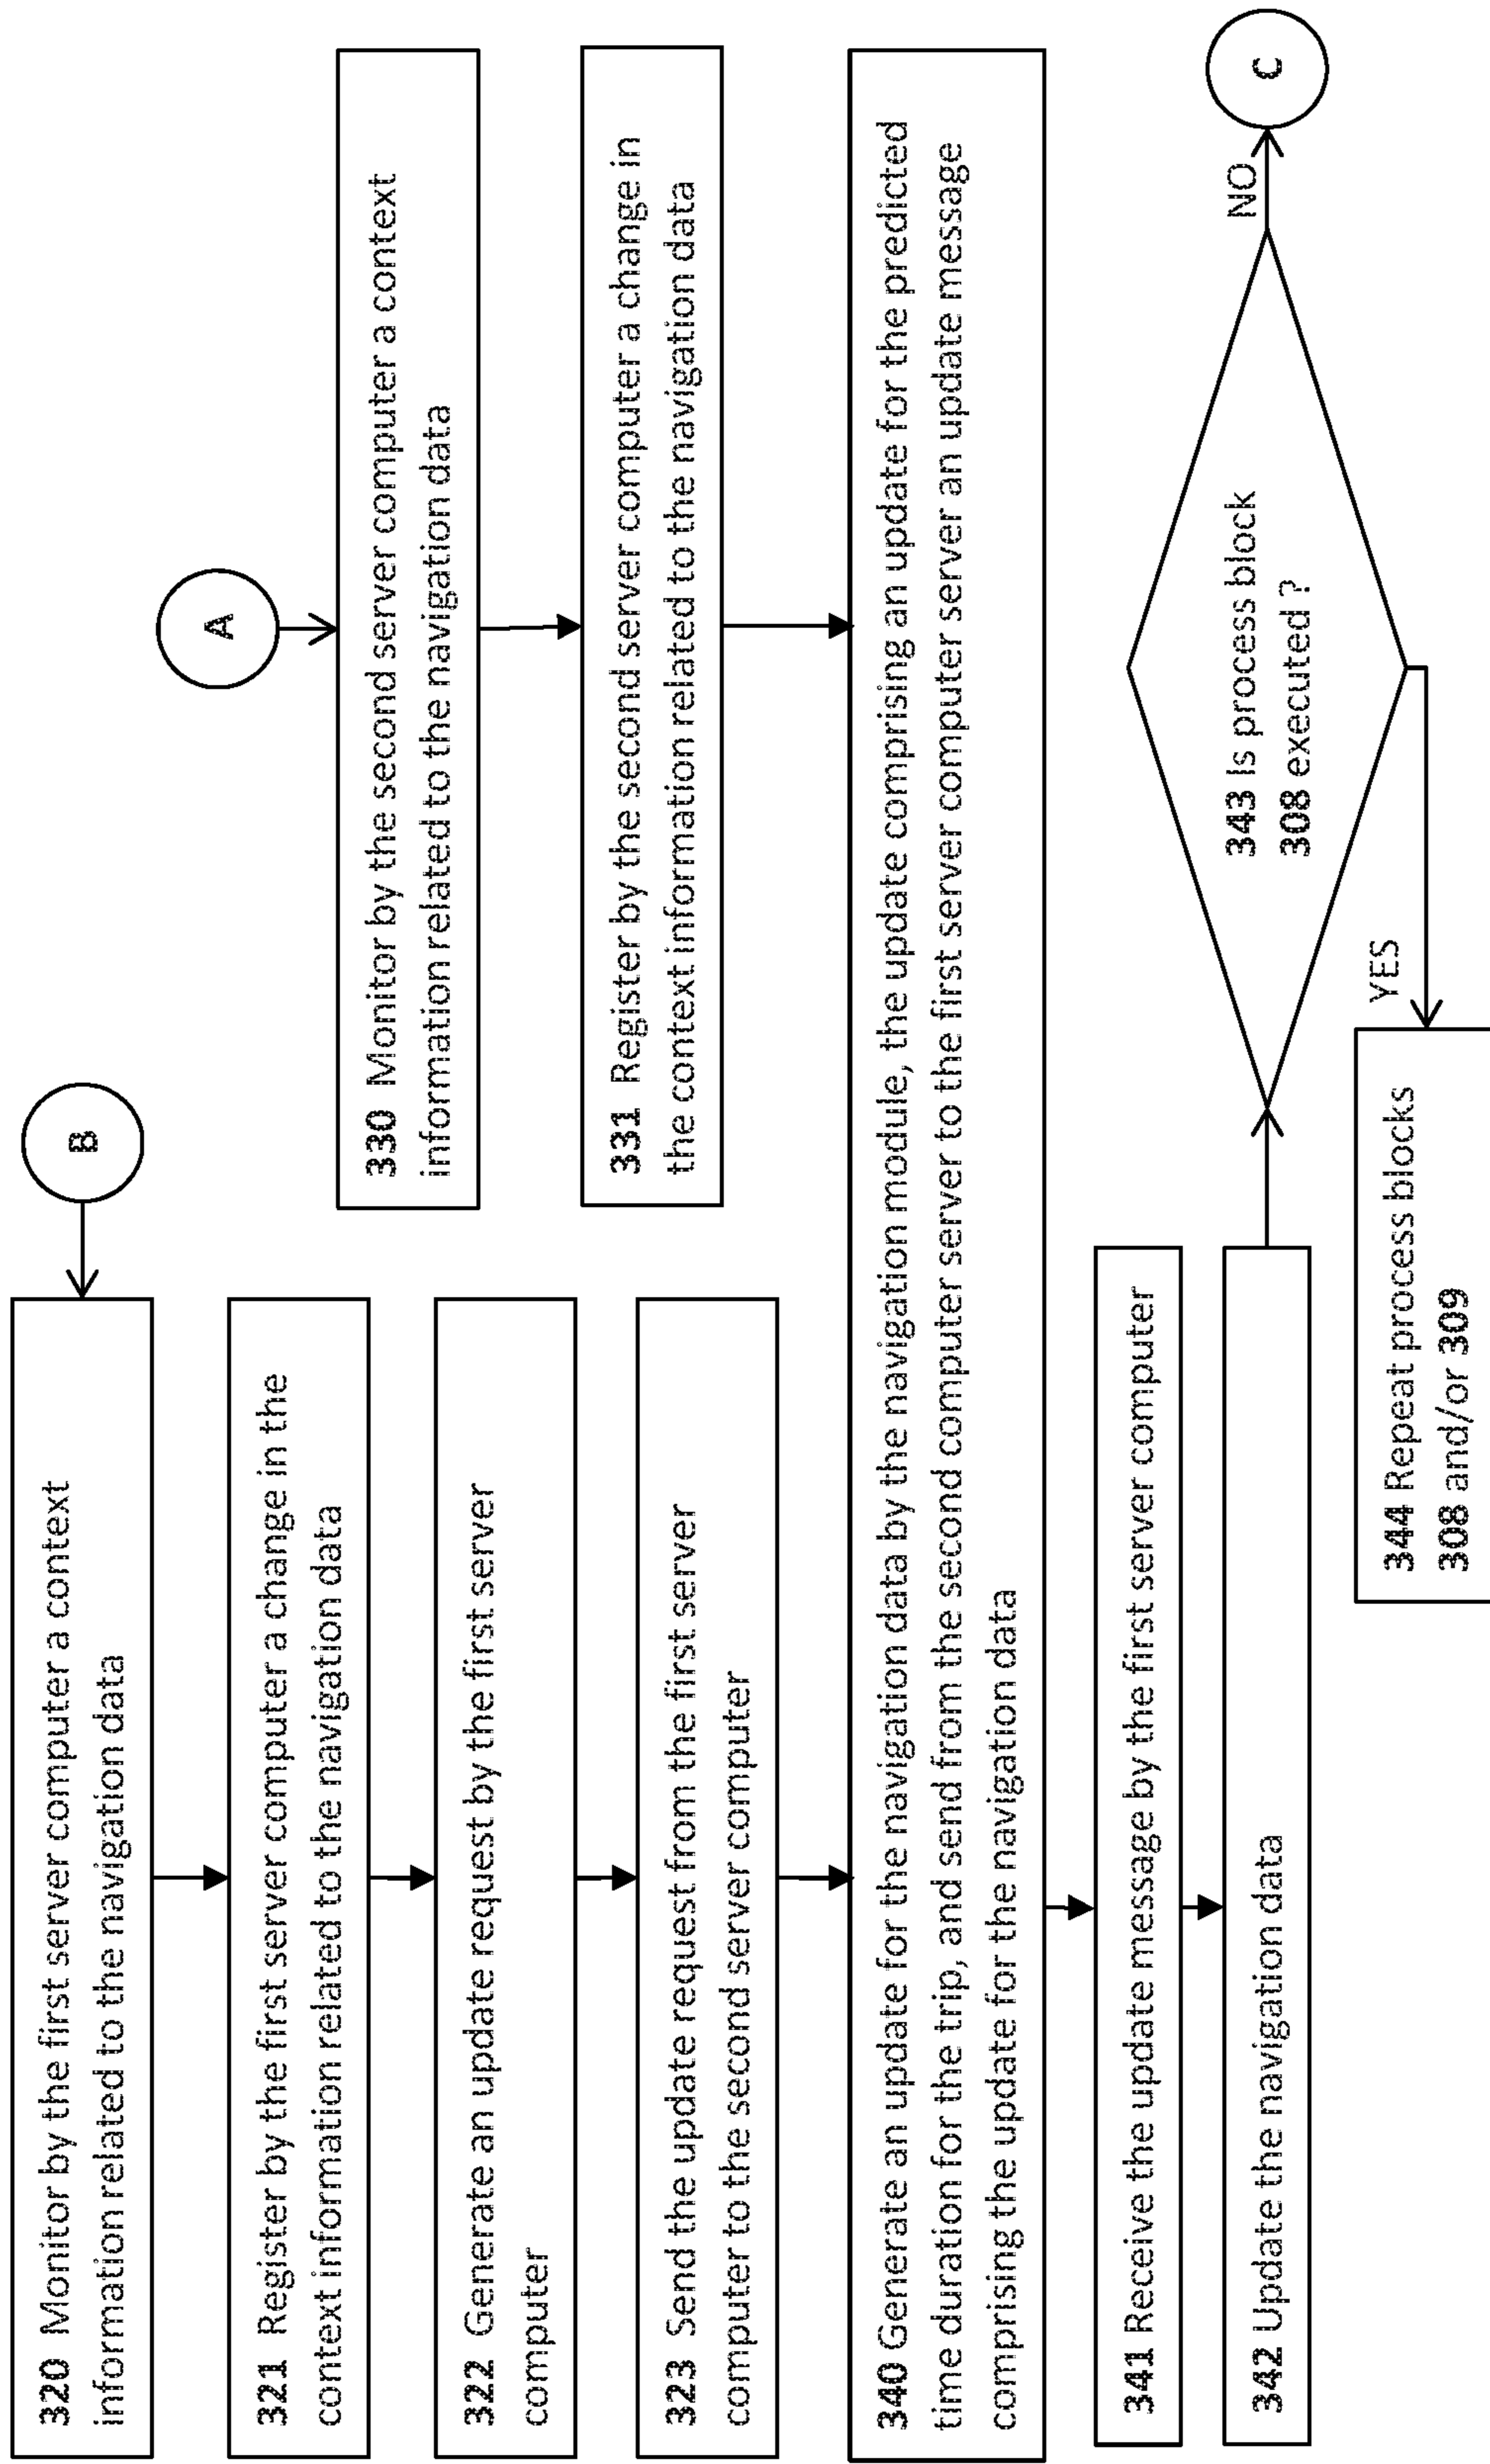 B
320 Monitor by the first server computer a context
information related to the navigation data
321 Register by the first server computer a change in the
context information related to the navigation data
322 Generate an update request by the first server
computer
323 Send the update request from the first server
computer to the second server computer
A
330 Monitor by the second server computer a context
information related to the navigation data
331 Register by the second server computer a change in
the context information related to the navigation data
340 Generate an update for the navigation data by the navigation module, the update comprising an update for the predicted
time duration for the trip, and send from the second computer server to the first server computer server an update message
comprising the update for the navigation data
341 Receive the update message by the first server computer
342 Update the navigation data
343 Is process block
308 executed ?
NO
C
YES
344 Repeat process blocks
308 and/or 309